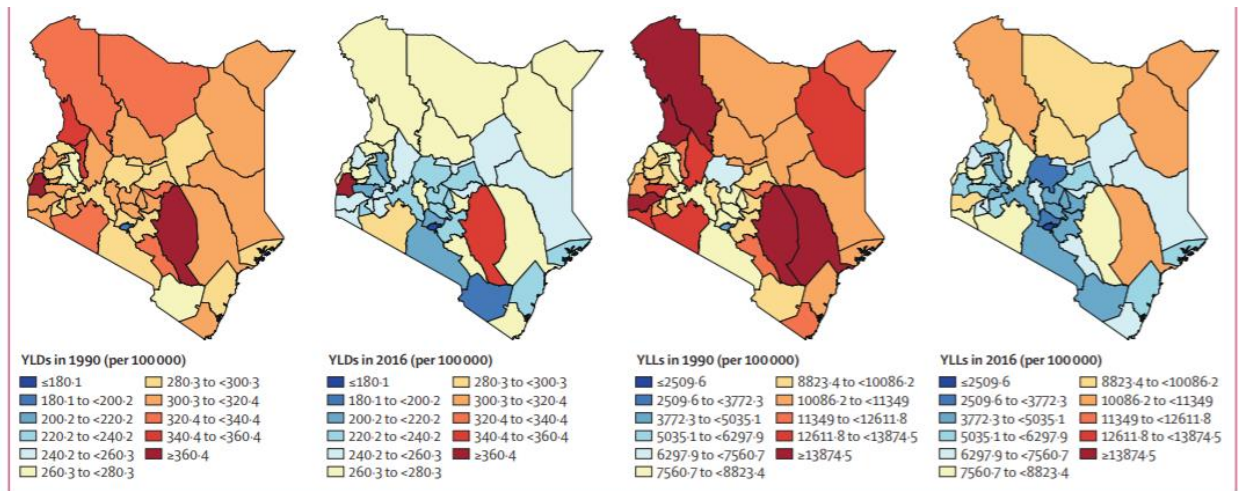 YLDs in 1990 (per 100 000)
≤180·1
180·1 to <200·2
200·2 to <220·2
220·2 to <240·2
240·2 to <260·3
260·3 to <280·3
280·3 to <300·3
300·3 to <320·4
320·4 to <340·4
340·4 to <360·4
≥360·4
YLDs in 2016 (per 100 000)
≤180·1
180·1 to <200·2
200·2 to <220·2
220·2 to <240·2
240·2 to <260·3
260·3 to <280·3
280·3 to <300·3
300·3 to <320·4
320·4 to <340·4
340·4 to <360·4
≥360·4
YLLs in 1990 (per 100 000)
≤2509·6
2509·6 to <3772·3
3772·3 to <5035·1
5035·1 to <6297·9
6297·9 to <7560·7
7560·7 to <8823·4
8823·4 to <10086·2
10086·2 to <11349
11349 to <12611·8
12611·8 to <13874·5
≥13874·5
YLLs in 2016 (per 100 000)
≤2509·6
2509·6 to <3772·3
3772·3 to <5035·1
5035·1 to <6297·9
6297·9 to <7560·7
7560·7 to <8823·4
8823·4 to <10086·2
10086·2 to <11349
11349 to <12611·8
12611·8 to <13874·5
≥13874·5